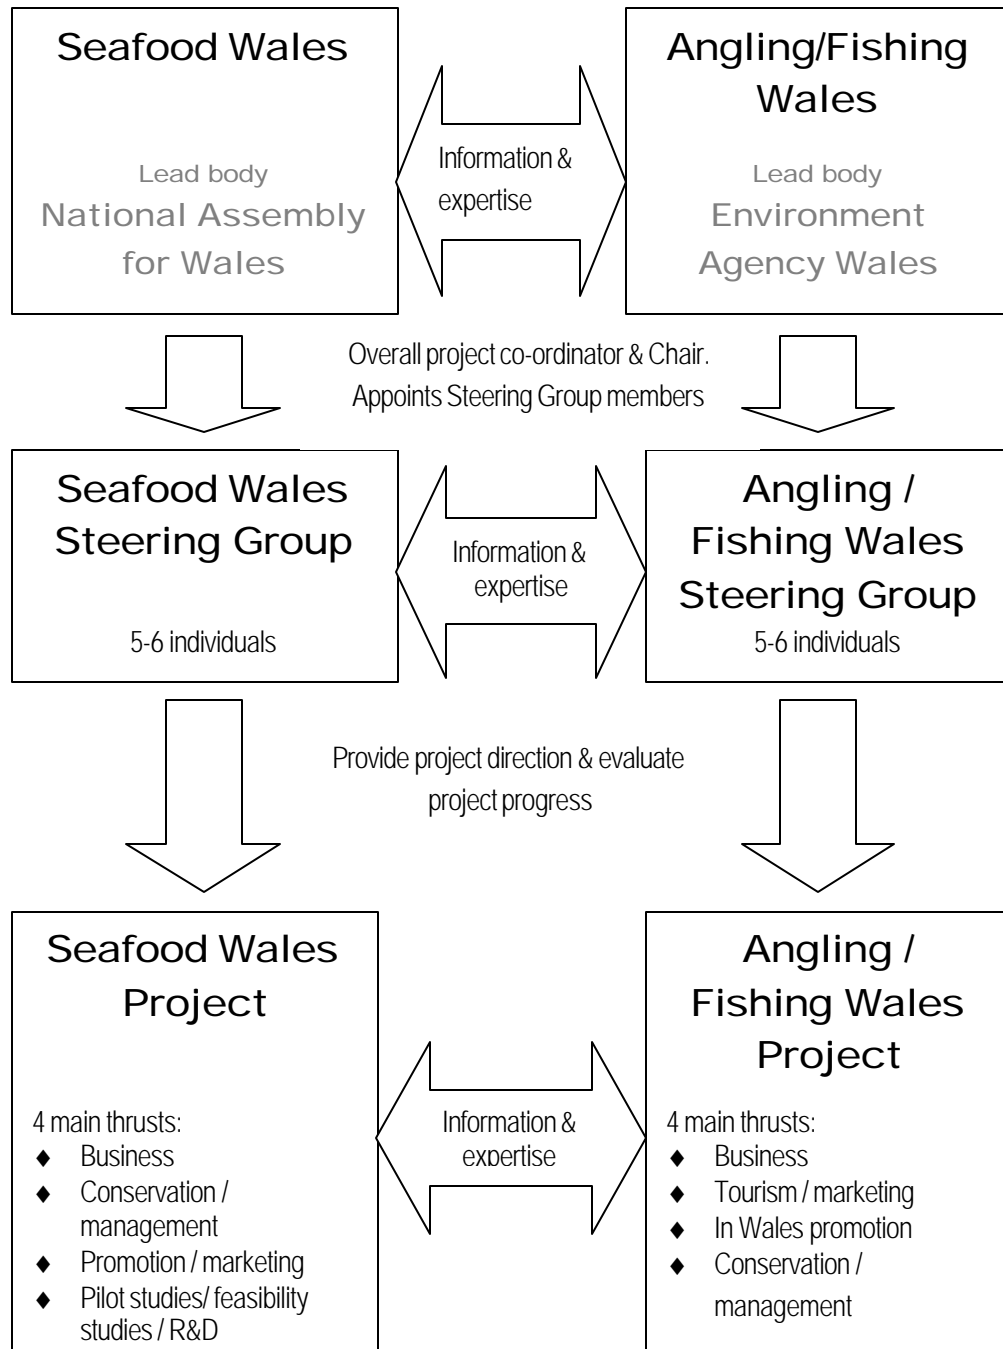 Seafood Wales
Lead body
National Assembly
for Wales
Information &
expertise
Angling/Fishing
Wales
Lead body
Environment
Agency Wales
Overall project co-ordinator & Chair.
Appoints Steering Group members
Seafood Wales
Steering Group
5-6 individuals
Information &
expertise
Angling /
Fishing Wales
Steering Group
5-6 individuals
Provide project direction & evaluate
project progress
Seafood Wales
Project
4 main thrusts:
♦ Business
♦ Conservation /
management
♦ Promotion / marketing
♦ Pilot studies/ feasibility
studies / R&D
Information &
expertise
Angling /
Fishing Wales
Project
4 main thrusts:
♦ Business
♦ Tourism / marketing
♦ In Wales promotion
♦ Conservation /
management